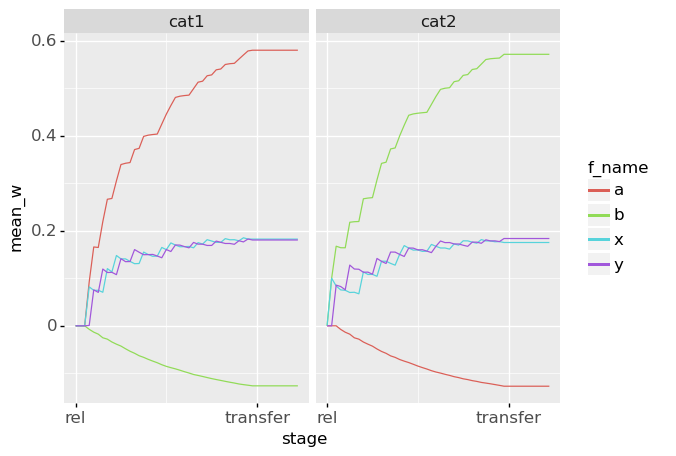 cat1
cat2
0.6
0.4
0.2
0
mean_w
rel
transfer
rel
transfer
stage
f_name
a
b
x
y